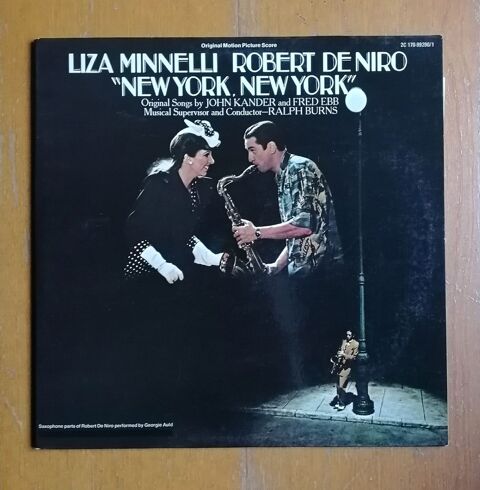 Original Motion Picture Score
2C 170 99280/1
LIZA MINNELLI ROBERT DE NIRO
"NEW YORK, NEW YORK"
Original Songs by JOHN KANDER and FRED EBB
Musical Supervisor and Conductor—RALPH BURNS
Saxophone parts of Robert De Niro performed by Georgie Auld